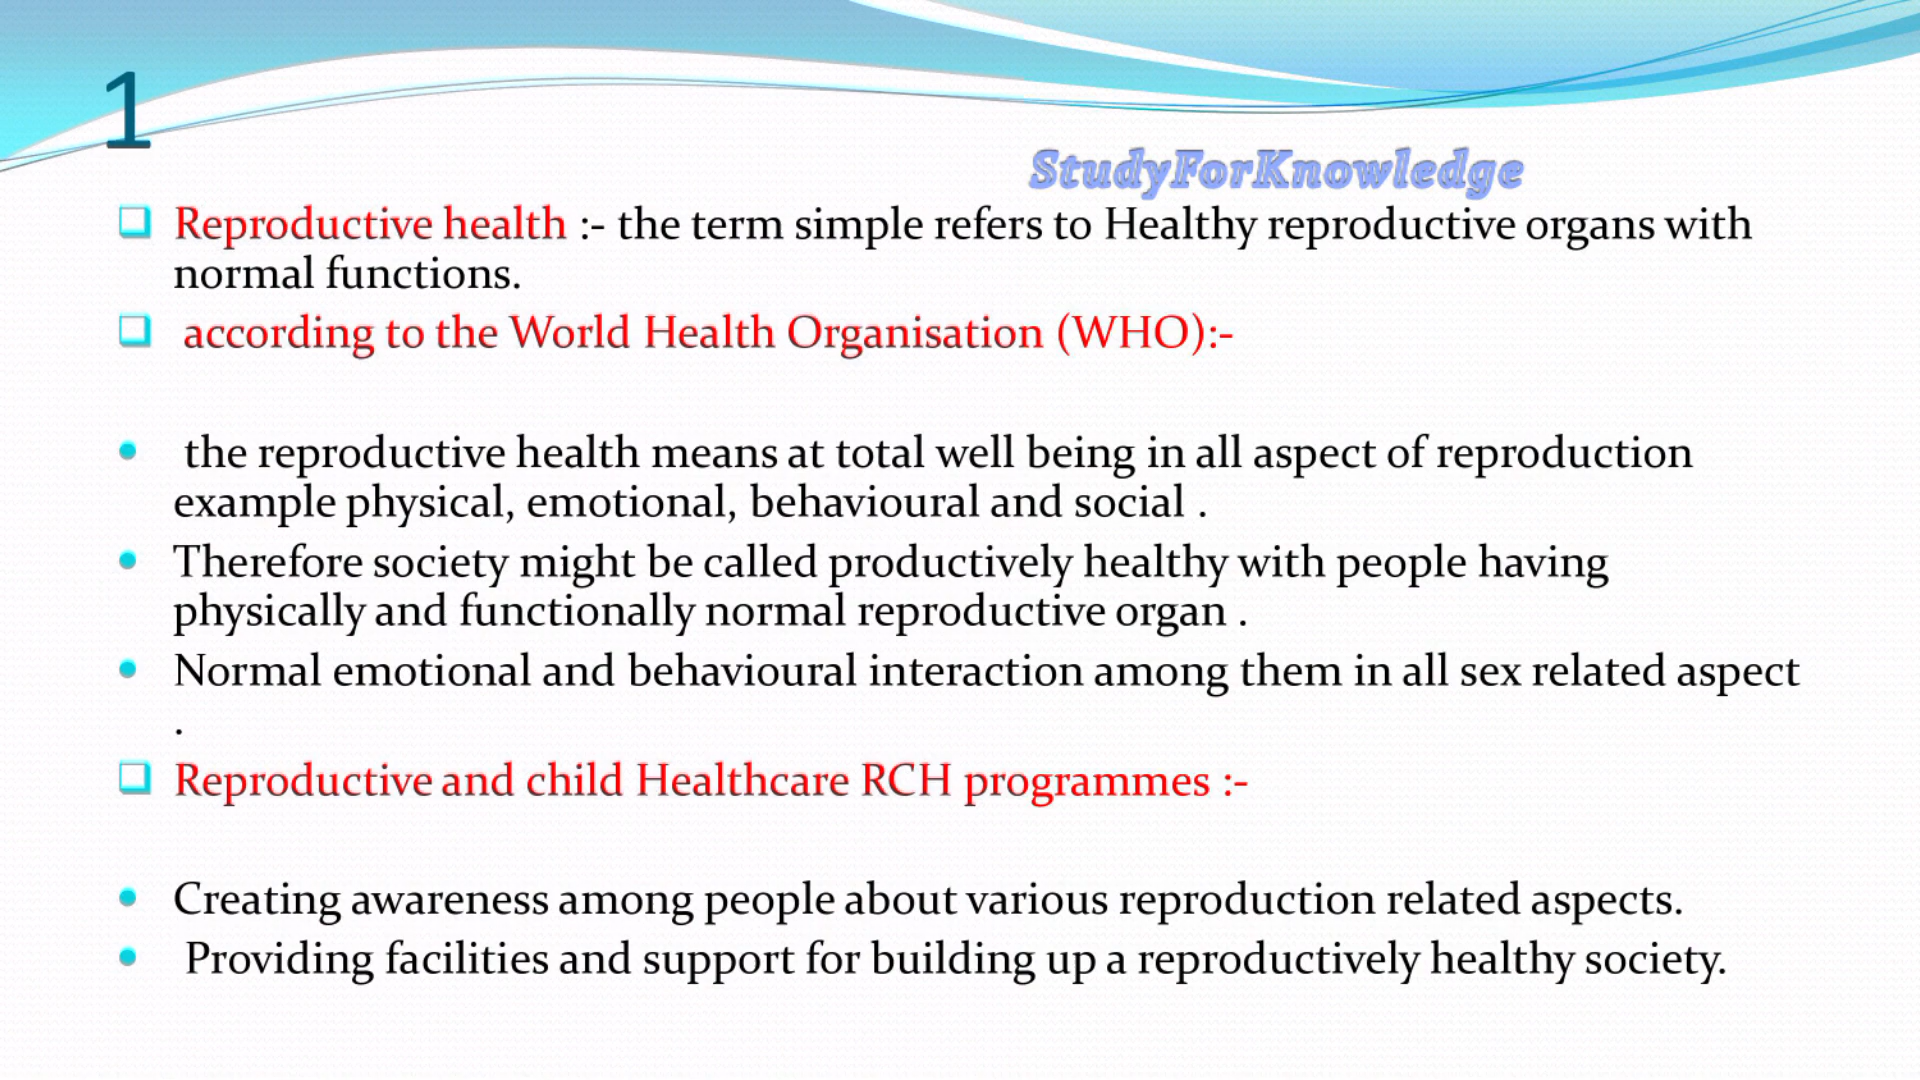 1
StudyForKnowledge
Reproductive health :- the term simple refers to Healthy reproductive organs with
normal functions.
according to the World Health Organisation (WHO):-
the reproductive health means at total well being in all aspect of reproduction
example physical, emotional, behavioural and social .
Therefore society might be called productively healthy with people having
physically and functionally normal reproductive organ .
Normal emotional and behavioural interaction among them in all sex related aspect
.
Reproductive and child Healthcare RCH programmes :-
Creating awareness among people about various reproduction related aspects.
Providing facilities and support for building up a reproductively healthy society.